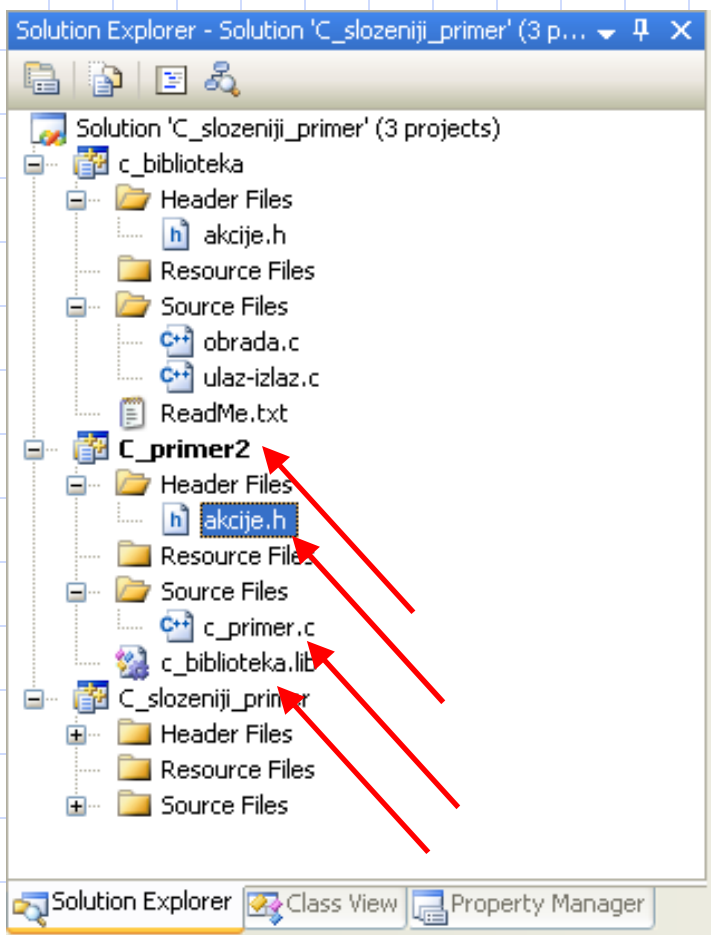 Solution Explorer - Solution 'C_slozeniji_primer' (3 p...
Solution 'C_slozeniji_primer' (3 projects)
c_biblioteka
Header Files
akcije.h
Resource Files
Source Files
obrada.c
ulaz-izlaz.c
ReadMe.txt
C_primer2
Header Files
akcije.h
Resource Files
Source Files
c_primer.c
c_biblioteka.lib
C_slozeniji_primer
Header Files
Resource Files
Source Files
Solution Explorer Class View Property Manager